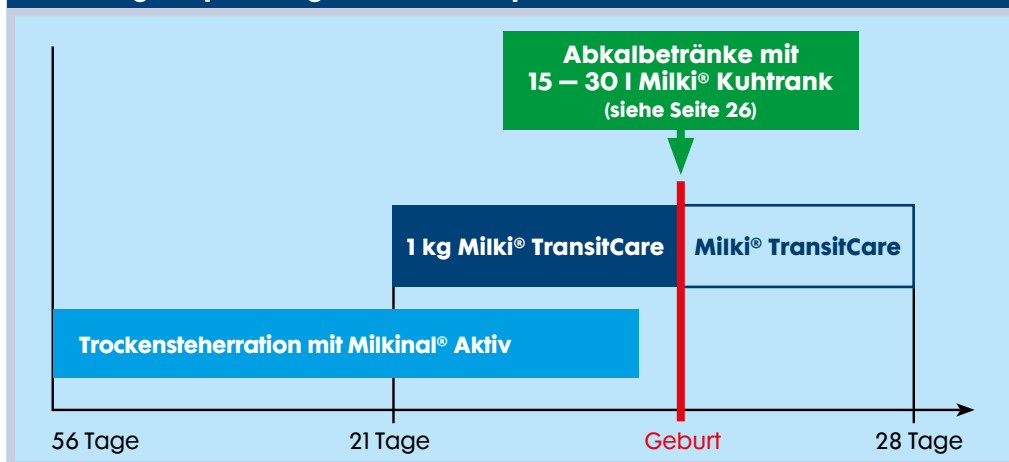 Abkalbetränke mit
15 – 30 l Milki® Kuhtrank
(siehe Seite 26)
1 kg Milki® TransitCare
Milki® TransitCare
Trockensteherration mit Milkinal® Aktiv
56 Tage
21 Tage
Geburt
28 Tage